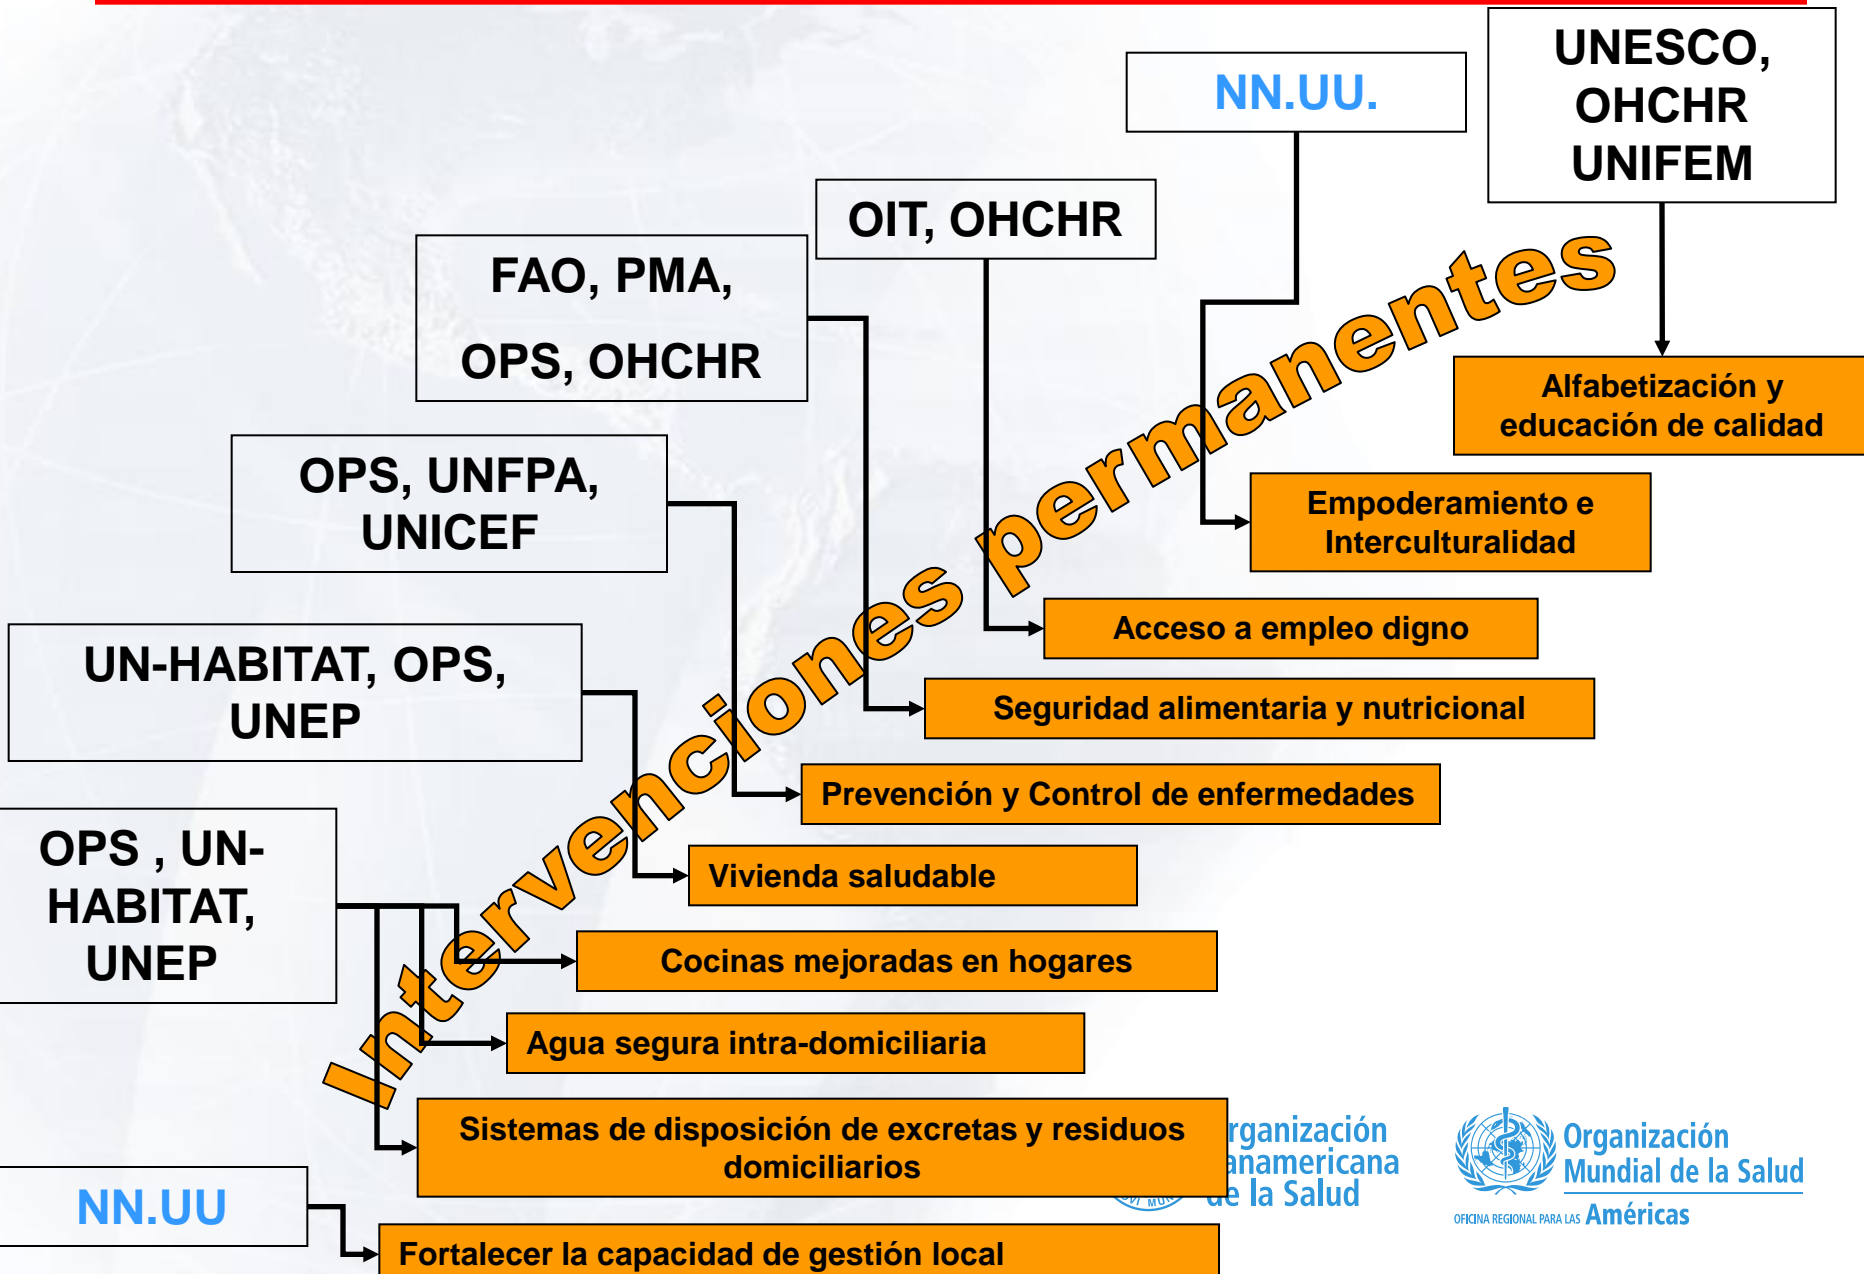 UNESCO,
OHCHR
UNIFEM
NN.UU.
OIT, OHCHR
FAO, PMA,
OPS, OHCHR
Intervenciones permanentes
Alfabetización y
educación de calidad
OPS, UNFPA,
UNICEF
Empoderamiento e
Interculturalidad
Acceso a empleo digno
UN-HABITAT, OPS,
UNEP
Seguridad alimentaria y nutricional
Prevención y Control de enfermedades
OPS , UN-
HABITAT,
UNEP
Vivienda saludable
Cocinas mejoradas en hogares
Agua segura intra-domiciliaria
Sistemas de disposición de excretas y residuos
domiciliarios
rganización
anamericana
de la Salud
Organización
Mundial de la Salud
OFICINA REGIONAL PARA LAS Américas
NN.UU
Fortalecer la capacidad de gestión local